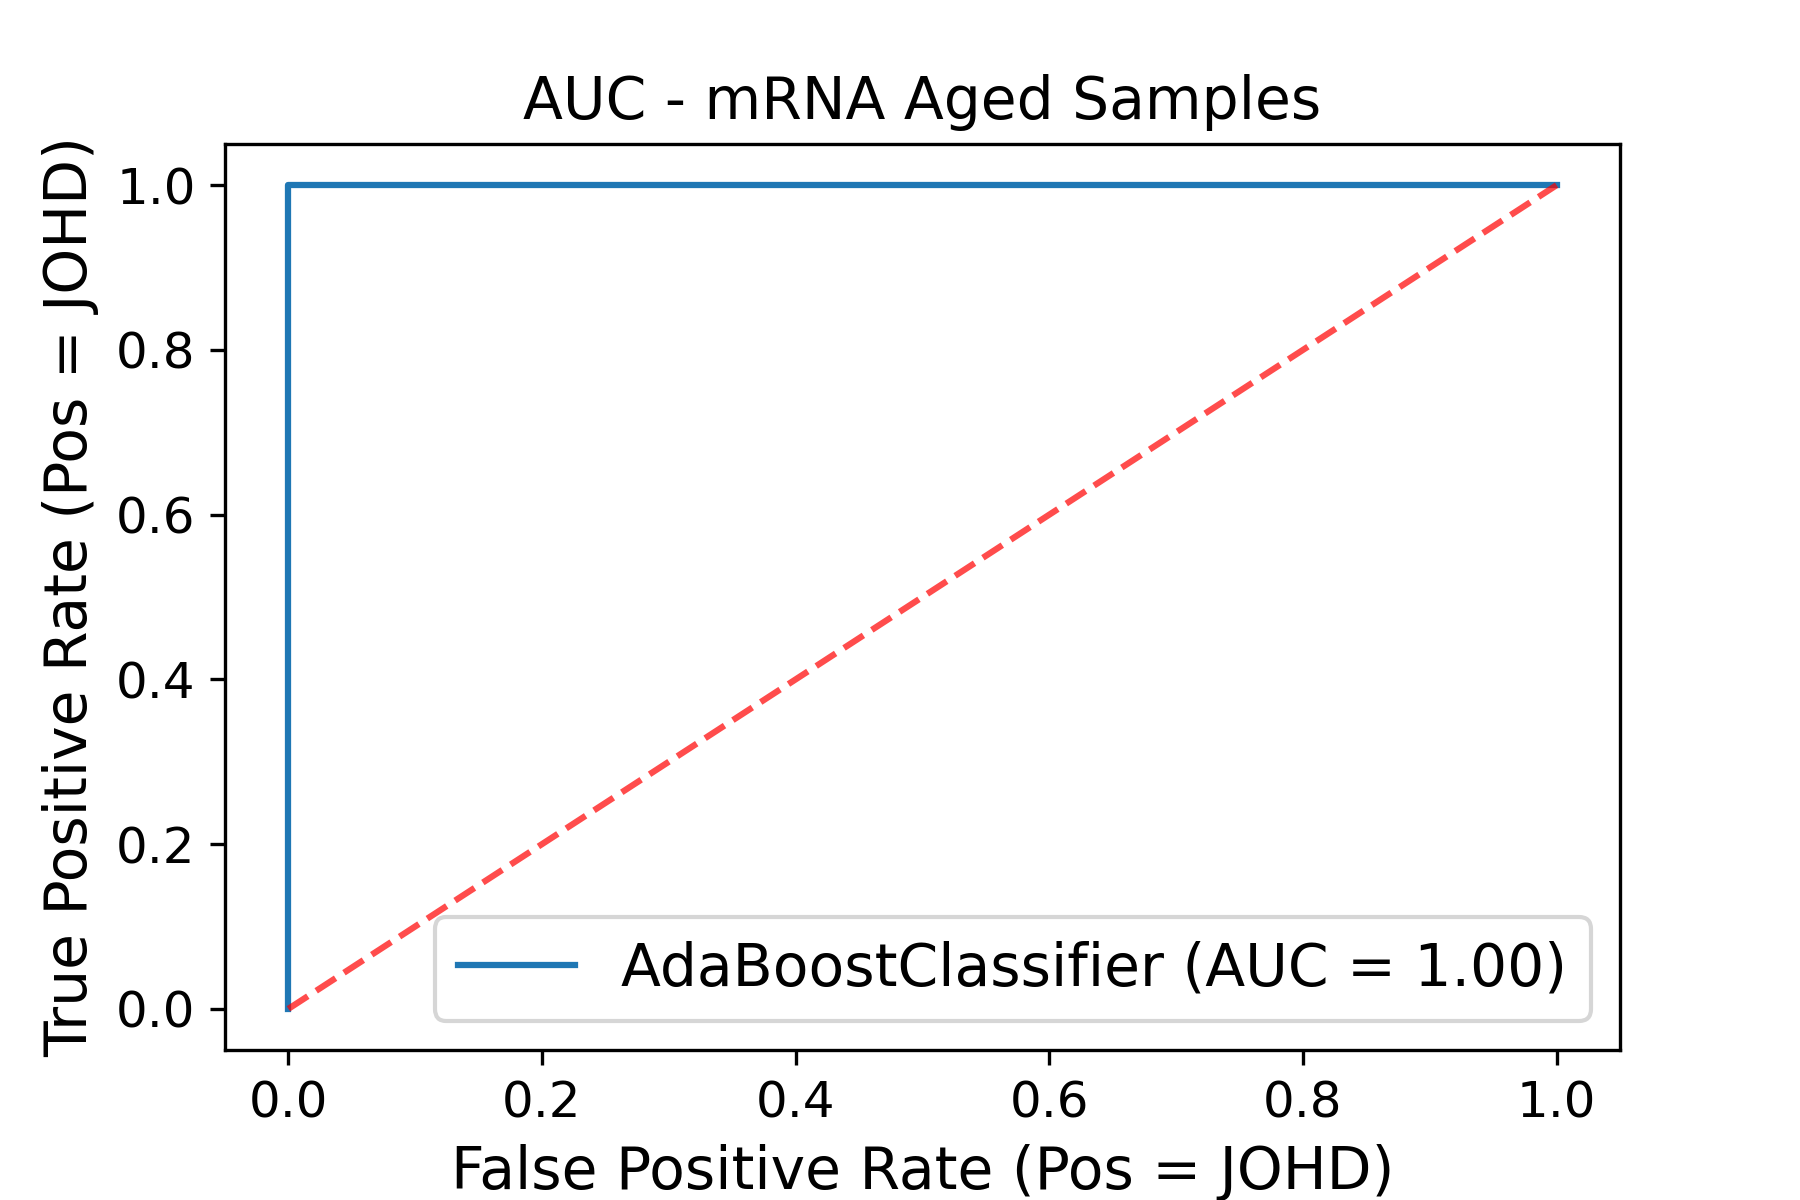 AUC - mRNA Aged Samples
True Positive Rate (Pos = JOHD)
1.0
0.8
0.6
0.4
0.2
0.0
AdaBoostClassifier (AUC = 1.00)
0.0 0.2 0.4 0.6 0.8 1.0
False Positive Rate (Pos = JOHD)